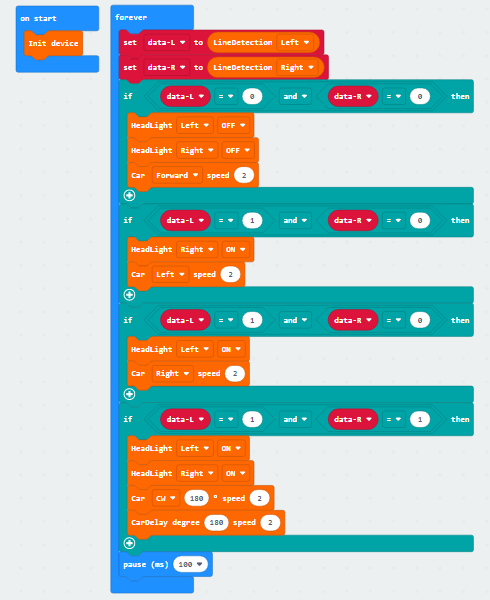 on start
Init device
forever
set data-L to LineDetection Left
set data-R to LineDetection Right
if data-L = 0 and data-R = 0 then
HeadLight Left OFF
HeadLight Right OFF
Car Forward speed 2
if data-L = 1 and data-R = 0 then
HeadLight Right ON
Car Left speed 2
if data-L = 1 and data-R = 0 then
HeadLight Left ON
Car Right speed 2
if data-L = 1 and data-R = 1 then
HeadLight Left ON
HeadLight Right ON
Car CW 180 ° speed 2
CarDelay degree 180 speed 2
pause (ms) 100